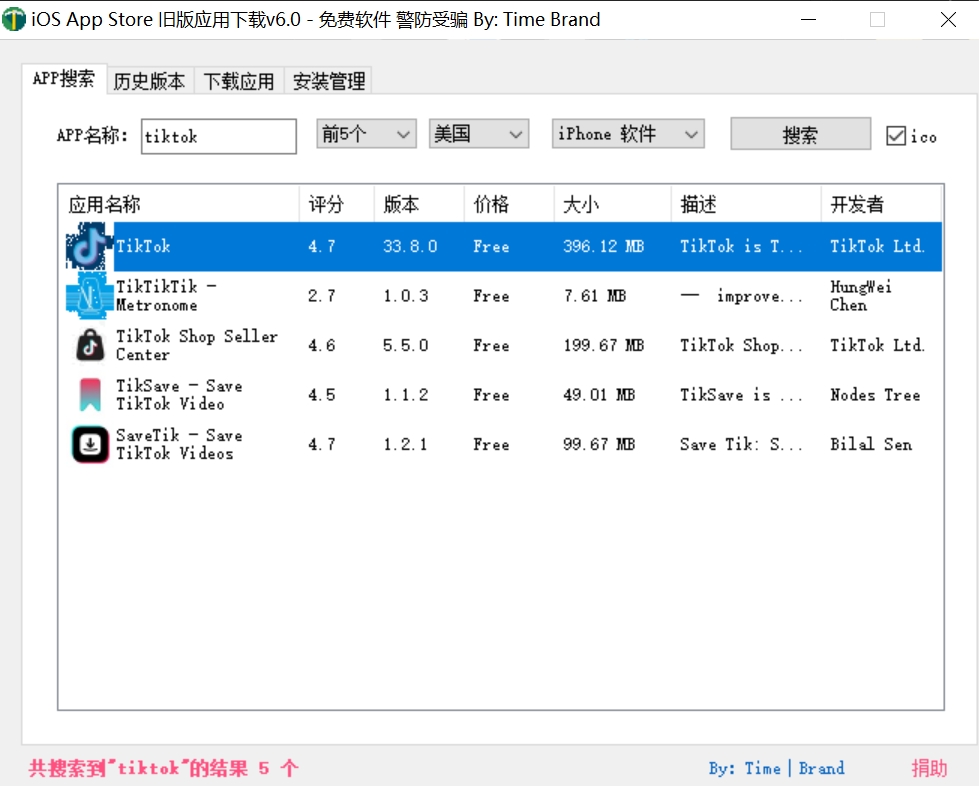 iOS App Store 旧版应用下载v6.0 - 免费软件 警防受骗 By: Time Brand
APP搜索 历史版本 下载应用 安装管理
APP名称: tiktok 前5个 美国 iPhone 软件 搜索 ico
应用名称 评分 版本 价格 大小 描述 开发者
TikTok 4.7 33.8.0 Free 396.12 MB TikTok is T... TikTok Ltd.
TikTikTik - 
Metronome 2.7 1.0.3 Free 7.61 MB — improve... HungWei
Chen
TikTok Shop Seller
Center 4.6 5.5.0 Free 199.67 MB TikTok Shop... TikTok Ltd.
TikSave - Save
TikTok Video 4.5 1.1.2 Free 49.01 MB TikSave is ... Nodes Tree
SaveTik - Save
TikTok Videos 4.7 1.2.1 Free 99.67 MB Save Tik: S... Bilal Sen
共搜索到"tiktok"的结果 5 个 By: Time|Brand 捐助